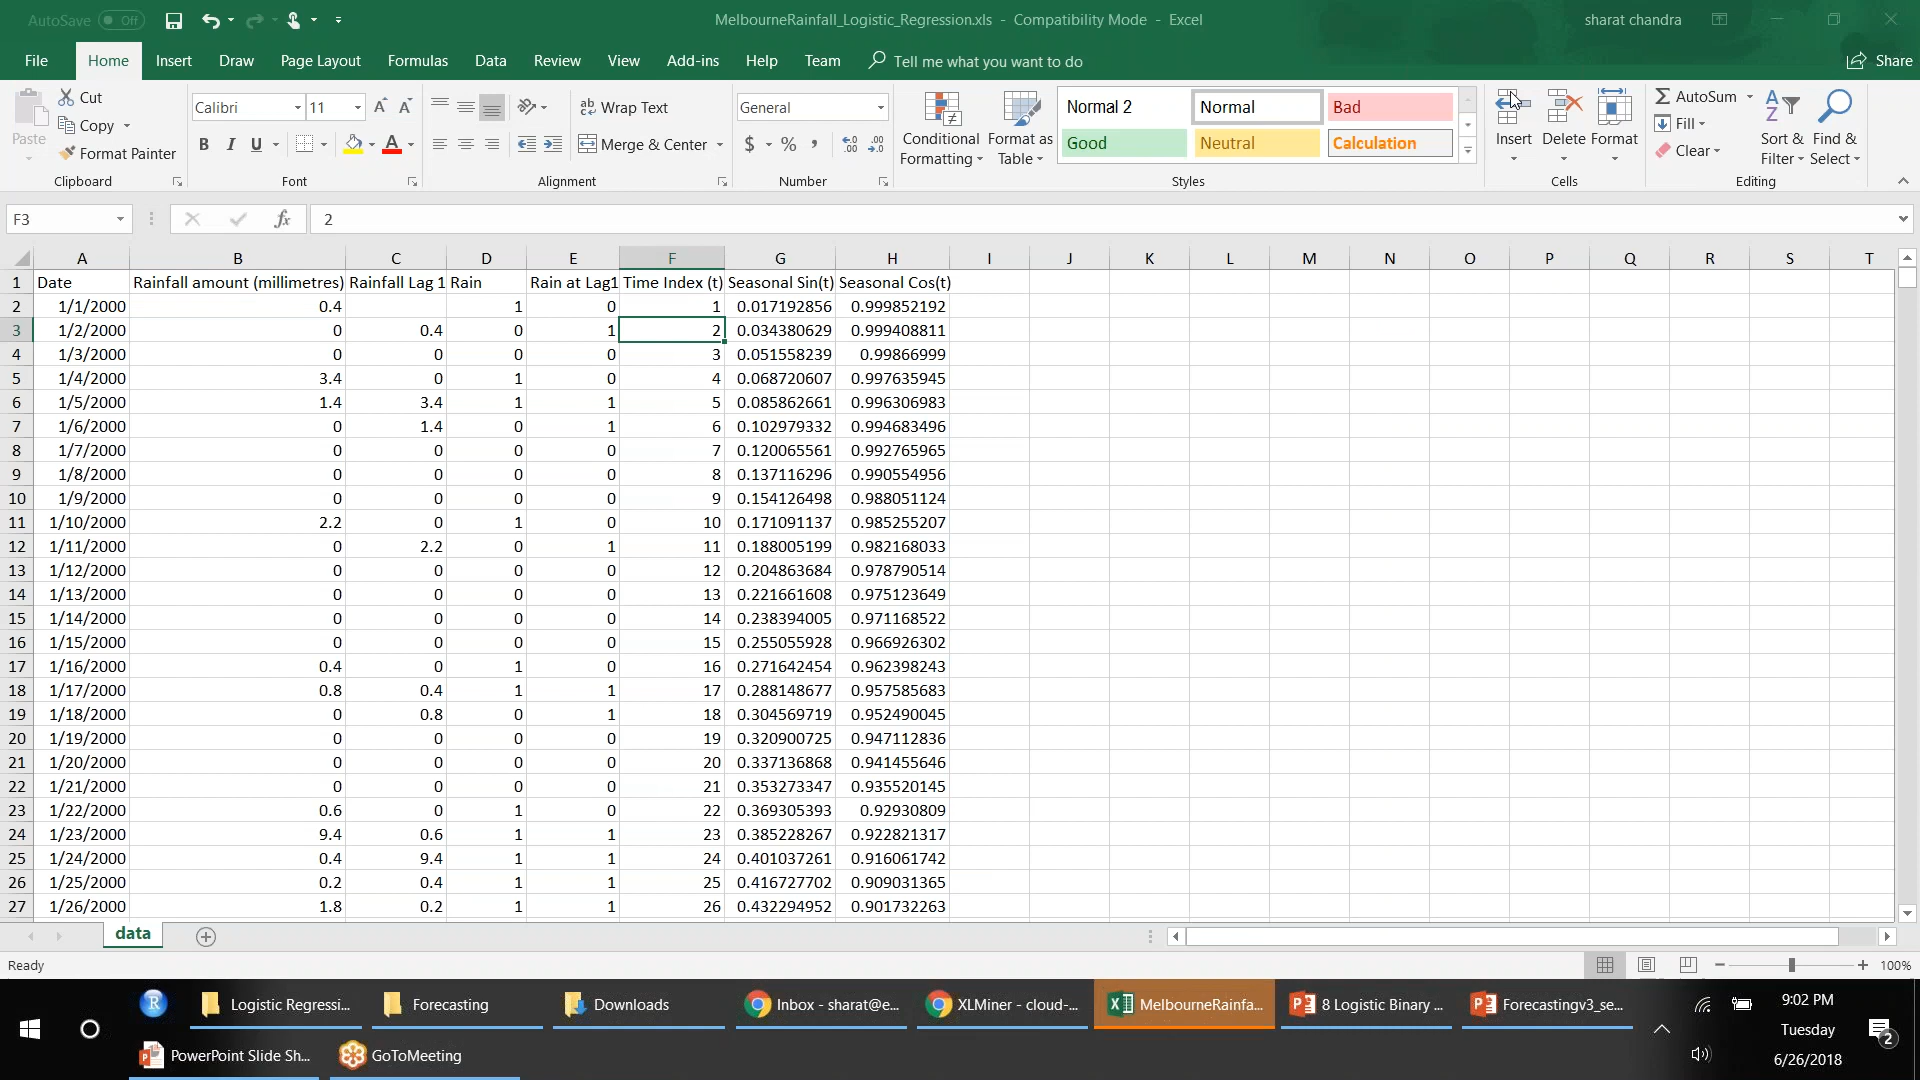 AutoSave Off
MelbourneRainfall_Logistic_Regression.xls - Compatibility Mode - Excel
sharat chandra
File Home Insert Draw Page Layout Formulas Data Review View Add-ins Help Team Tell me what you want to do Share
Paste Cut Copy Format Painter
Calibri 11
B I U A
Wrap Text
Merge & Center
General
$ % ,
Conditional Formatting
Format as Table
Normal 2 Normal Bad
Good Neutral Calculation
Insert Delete Format
AutoSum
Fill
Clear
Sort & Filter
Find & Select
Clipboard Font Alignment Number Styles Cells Editing
F3 fx 2
A B C D E F G H I J K L M N O P Q R S T
1 Date Rainfall amount (millimetres) Rainfall Lag 1 Rain Rain at Lag1 Time Index (t) Seasonal Sin(t) Seasonal Cos(t)
2 1/1/2000 0.4 1 0 1 0.017192856 0.999852192
3 1/2/2000 0 0.4 0 1 2 0.034380629 0.999408811
4 1/3/2000 0 0 0 0 3 0.051558239 0.99866999
5 1/4/2000 3.4 0 1 0 4 0.068720607 0.997635945
6 1/5/2000 1.4 3.4 1 1 5 0.085862661 0.996306983
7 1/6/2000 0 1.4 0 1 6 0.102979332 0.994683496
8 1/7/2000 0 0 0 0 7 0.120065561 0.992765965
9 1/8/2000 0 0 0 0 8 0.137116296 0.990554956
10 1/9/2000 0 0 0 0 9 0.154126498 0.988051124
11 1/10/2000 2.2 0 1 0 10 0.171091137 0.985255207
12 1/11/2000 0 2.2 0 1 11 0.188005199 0.982168033
13 1/12/2000 0 0 0 0 12 0.204863684 0.978790514
14 1/13/2000 0 0 0 0 13 0.221661608 0.975123649
15 1/14/2000 0 0 0 0 14 0.238394005 0.971168522
16 1/15/2000 0 0 0 0 15 0.255055928 0.966926302
17 1/16/2000 0.4 0 1 0 16 0.271642454 0.962398243
18 1/17/2000 0.8 0.4 1 1 17 0.288148677 0.957585683
19 1/18/2000 0 0.8 0 1 18 0.304569719 0.952490045
20 1/19/2000 0 0 0 0 19 0.320900725 0.947112836
21 1/20/2000 0 0 0 0 20 0.337136868 0.941455646
22 1/21/2000 0 0 0 0 21 0.353273347 0.935520145
23 1/22/2000 0.6 0 1 0 22 0.369305393 0.92930809
24 1/23/2000 9.4 0.6 1 1 23 0.385228267 0.922821317
25 1/24/2000 0.4 9.4 1 1 24 0.401037261 0.916061742
26 1/25/2000 0.2 0.4 1 1 25 0.416727702 0.909031365
27 1/26/2000 1.8 0.2 1 1 26 0.432294952 0.901732263
data
Ready 100%
Logistic Regressi... Forecasting Downloads Inbox - sharat@e... XLMiner - cloud-... MelbourneRainfa... 8 Logistic Binary ... Forecastingv3_se...
PowerPoint Slide Sh... GoToMeeting
9:02 PM
Tuesday
6/26/2018
2